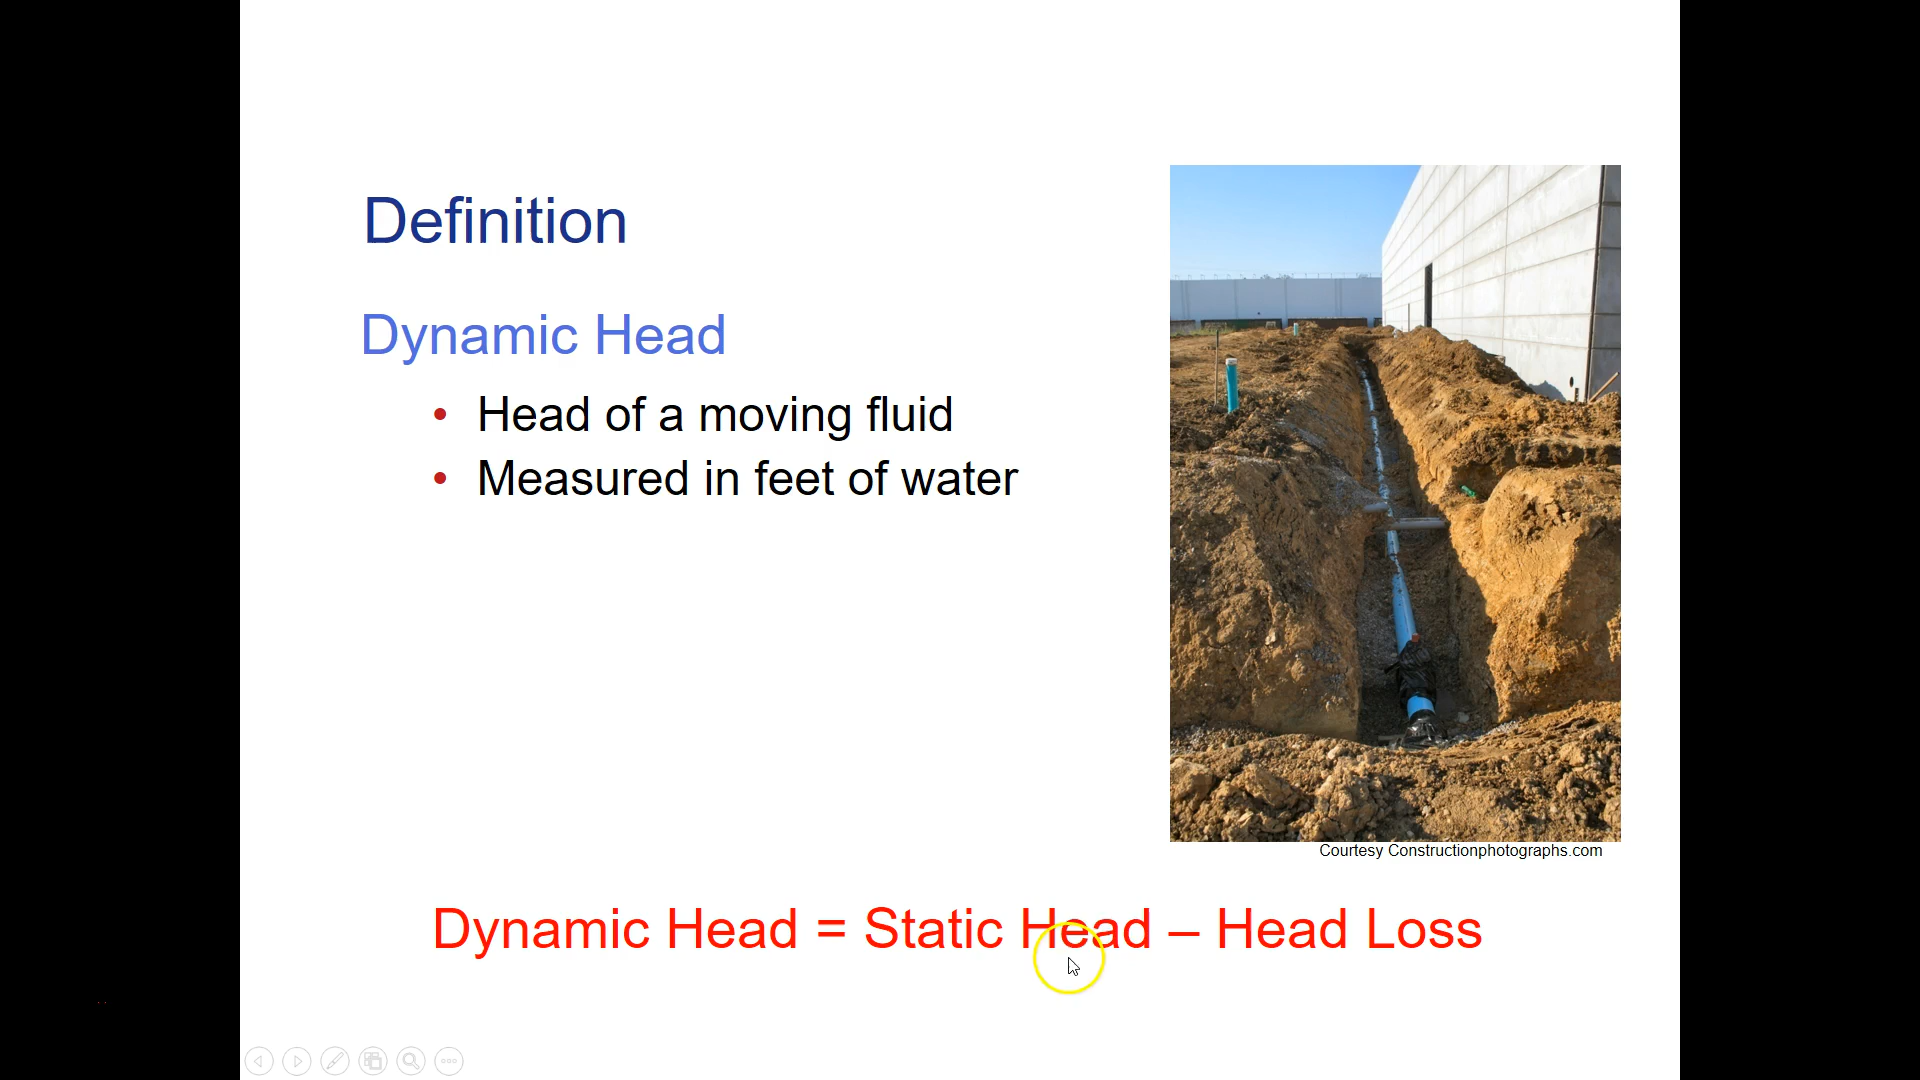 Definition
Dynamic Head
• Head of a moving fluid
• Measured in feet of water
Courtesy Constructionphotographs.com
Dynamic Head = Static Head – Head Loss